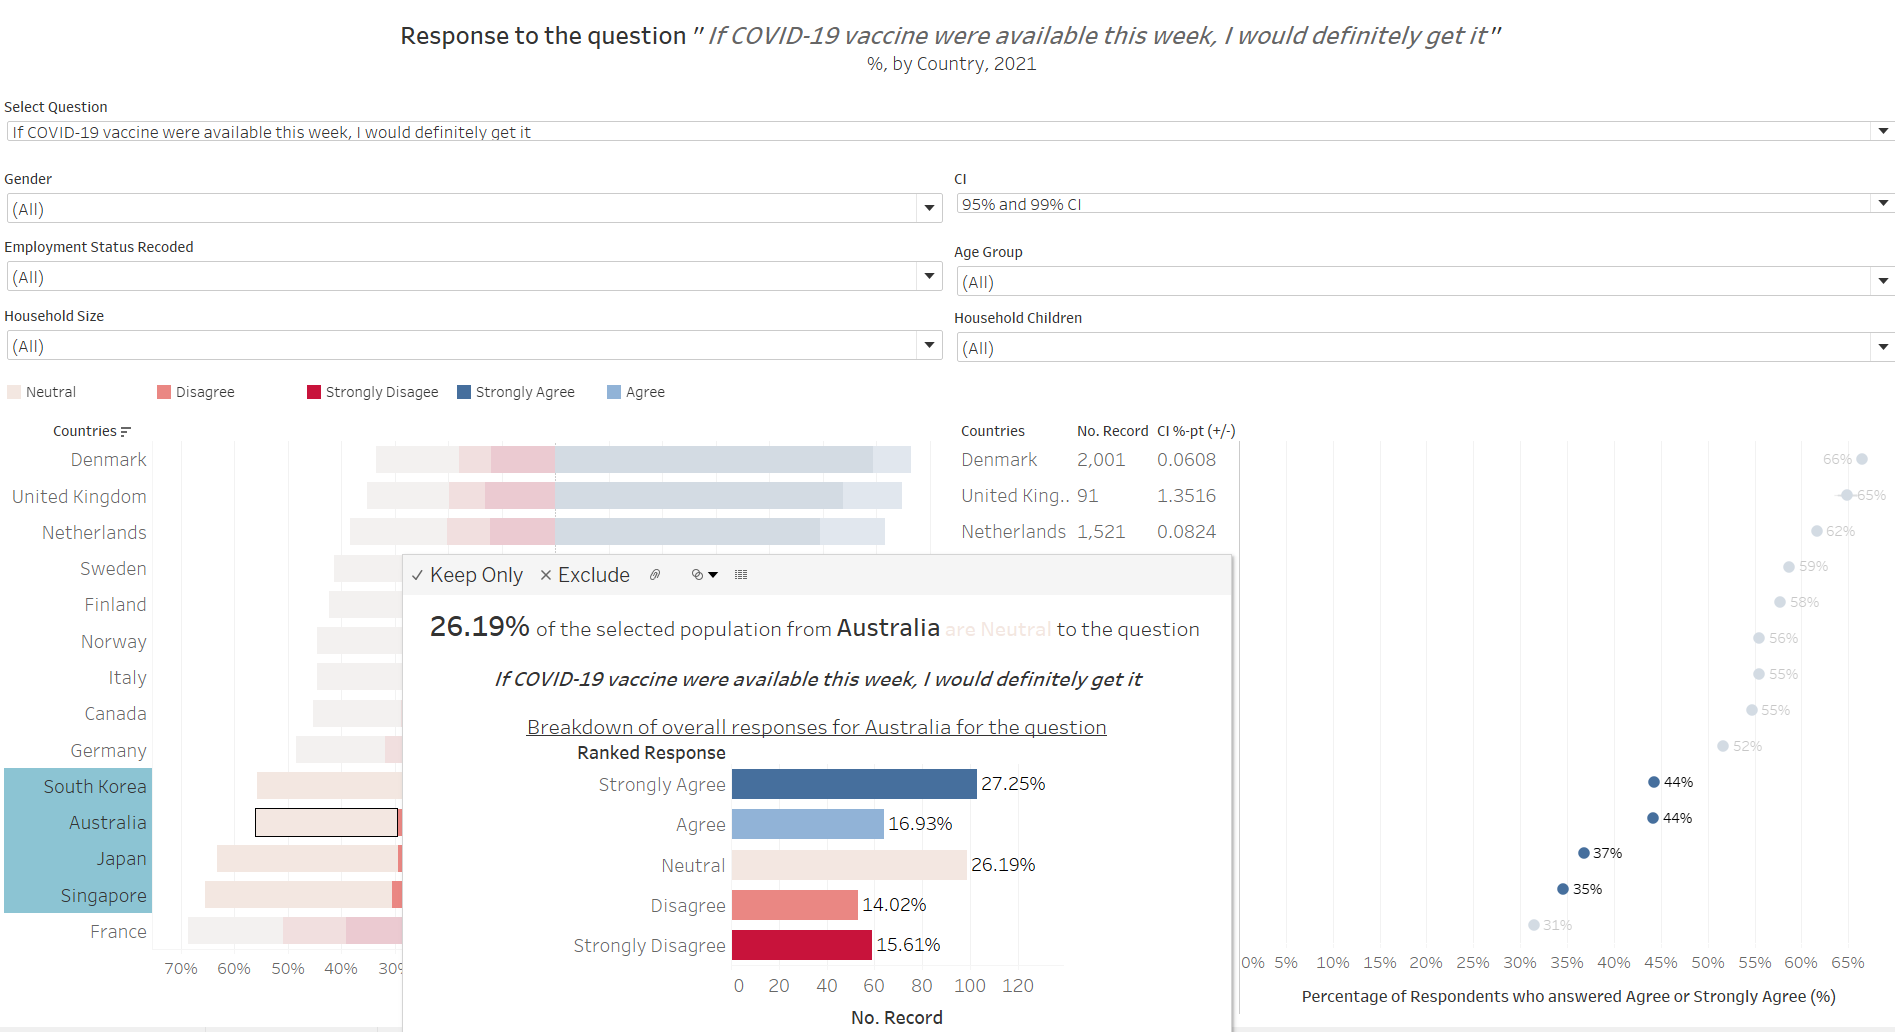 Response to the question "If COVID-19 vaccine were available this week, I would definitely get it"
%, by Country, 2021
Select Question
If COVID-19 vaccine were available this week, I would definitely get it
Gender
(All)
CI
95% and 99% CI
Employment Status Recoded
(All)
Age Group
(All)
Household Size
(All)
Household Children
(All)
Neutral
Disagree
Strongly Disagee
Strongly Agree
Agree
Countries
Denmark
United Kingdom
Netherlands
Sweden
Finland
Norway
Italy
Canada
Germany
South Korea
Australia
Japan
Singapore
France
70% 60% 50% 40% 30%
Countries No. Record CI %-pt (+/-)
Denmark 2,001 0.0608
United King.. 91 1.3516
Netherlands 1,521 0.0824
Keep Only Exclude
26.19% of the selected population from Australia are Neutral to the question
If COVID-19 vaccine were available this week, I would definitely get it
Breakdown of overall responses for Australia for the question
Ranked Response
Strongly Agree 27.25%
Agree 16.93%
Neutral 26.19%
Disagree 14.02%
Strongly Disagree 15.61%
0 20 40 60 80 100 120
No. Record
66%
65%
62%
59%
58%
56%
55%
55%
52%
44%
44%
37%
35%
31%
0% 5% 10% 15% 20% 25% 30% 35% 40% 45% 50% 55% 60% 65%
Percentage of Respondents who answered Agree or Strongly Agree (%)